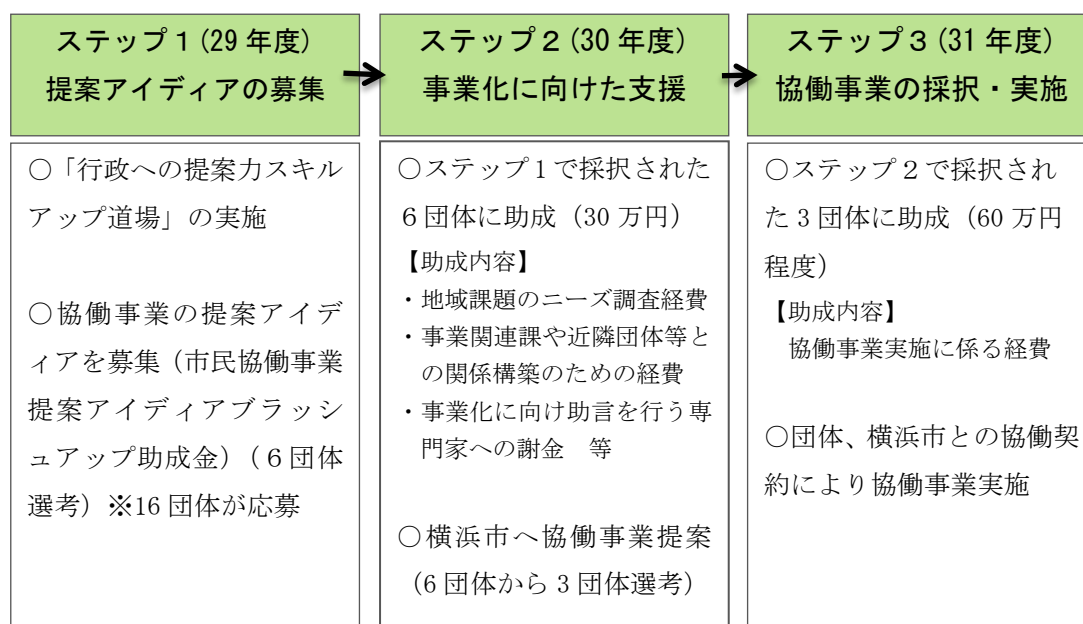 ステップ1(29年度)
提案アイディアの募集
○「行政への提案力スキル
アップ道場」の実施
○協働事業の提案アイデ
ィアを募集(市民協働事業
提案アイディアブラッシ
ュアップ助成金)(6団体
選考)※16団体が応募
ステップ2(30年度)
事業化に向けた支援
○ステップ1で採択された
6団体に助成(30万円)
【助成内容】
・地域課題のニーズ調査経費
・事業関連課や近隣団体等と
の関係構築のための経費
・事業化に向け助言を行う専
門家への謝金 等
○横浜市へ協働事業提案
(6団体から3団体選考)
ステップ3(31年度)
協働事業の採択・実施
○ステップ2で採択され
た3団体に助成(60万円
程度)
【助成内容】
協働事業実施に係る経費
○団体、横浜市との協働契
約により協働事業実施